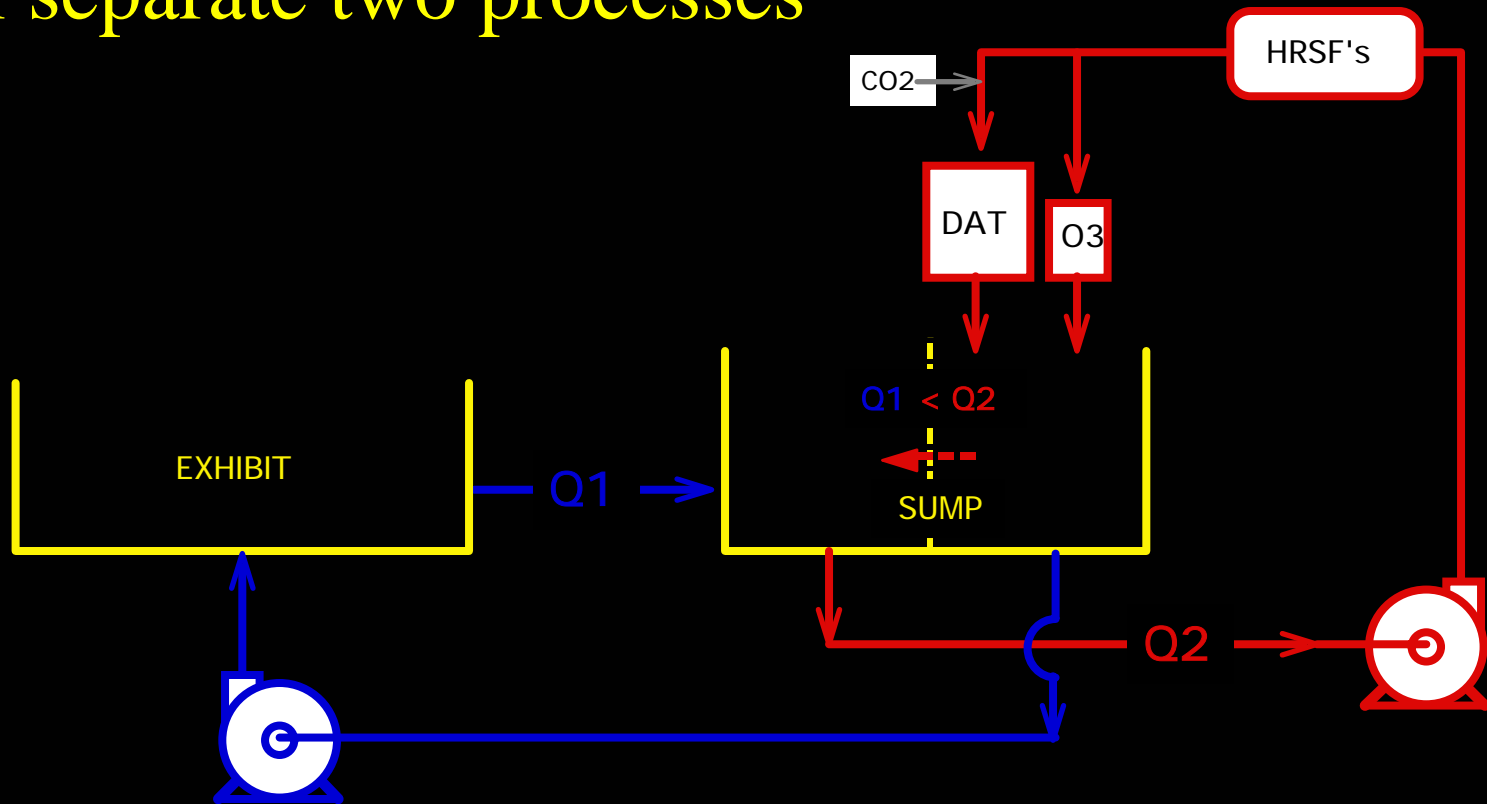 separate two processes
HRSF's
CO2
DAT
O3
Q1 < Q2
EXHIBIT
Q1
SUMP
Q2